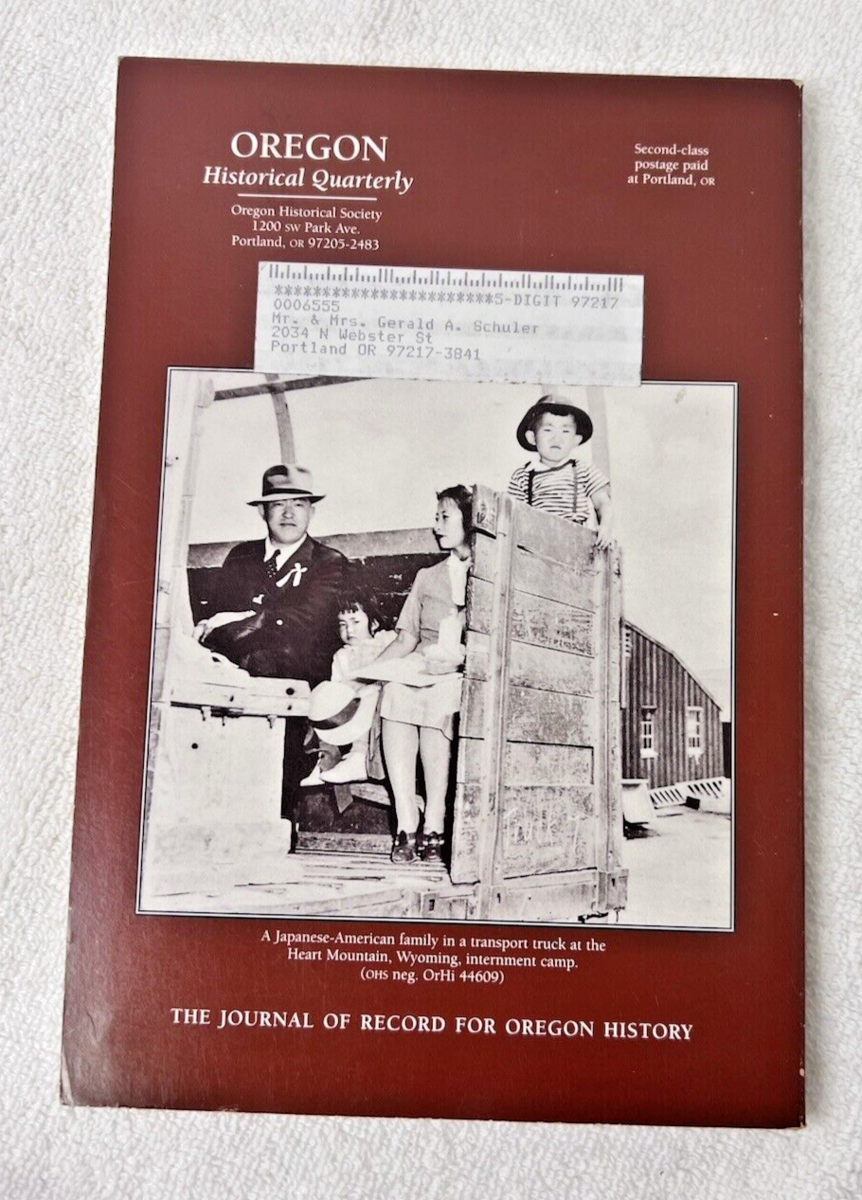 OREGON
Historical Quarterly
Oregon Historical Society
1200 SW Park Ave.
Portland, OR 97205-2483
Second-class
postage paid
at Portland, OR
**********************5-DIGIT 97217
0006555
Mr. & Mrs. Gerald A. Schuler
2034 N Webster St
Portland OR 97217-3841
A Japanese-American family in a transport truck at the
Heart Mountain, Wyoming, internment camp.
(OHS neg. OrHi 44609)
THE JOURNAL OF RECORD FOR OREGON HISTORY